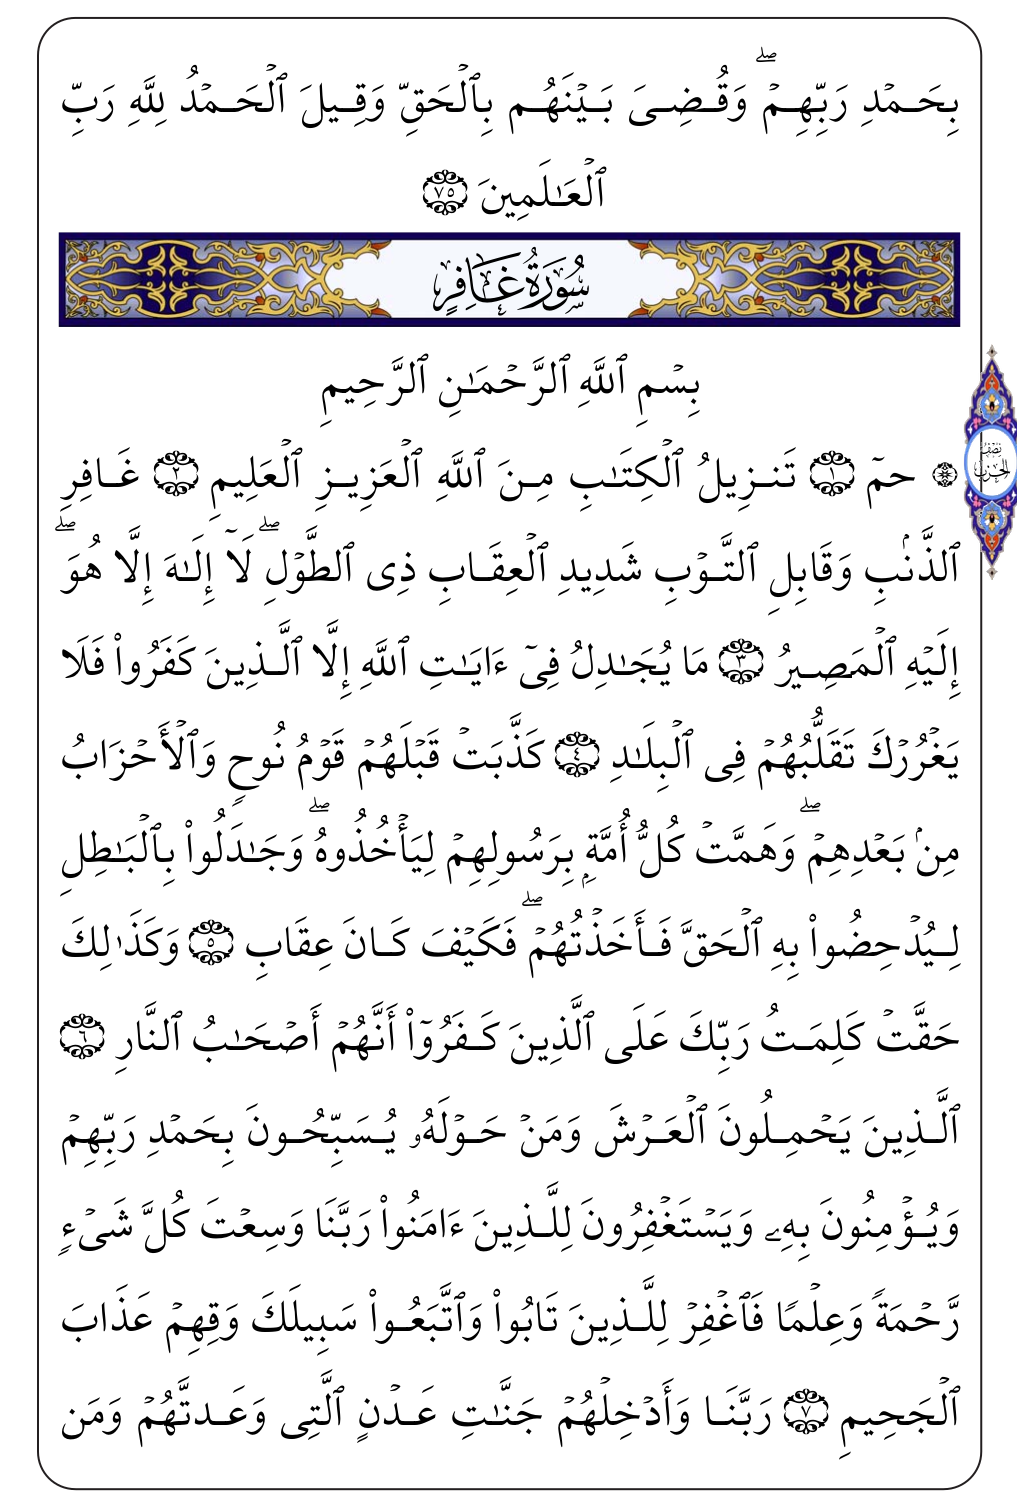 بِحَمۡدِ رَبِّهِمۡۖ وَقُضِىَ بَيۡنَهُم بِٱلۡحَقِّ وَقِيلَ ٱلۡحَمۡدُ لِلَّهِ رَبِّ
ٱلۡعَـٰلَمِينَ ٧٥
سُورَةُ غَافِرٍ
بِسۡمِ ٱللَّهِ ٱلرَّحۡمَـٰنِ ٱلرَّحِيمِ
نِصْفُ الحِزْبِ
۞ حمٓ ١ تَنزِيلُ ٱلۡكِتَـٰبِ مِنَ ٱللَّهِ ٱلۡعَزِيزِ ٱلۡعَلِيمِ ٢ غَافِرِ
ٱلذَّنۢبِ وَقَابِلِ ٱلتَّوۡبِ شَدِيدِ ٱلۡعِقَابِ ذِى ٱلطَّوۡلِۖ لَآ إِلَـٰهَ إِلَّا هُوَۖ
إِلَيۡهِ ٱلۡمَصِيرُ ٣ مَا يُجَـٰدِلُ فِىٓ ءَايَـٰتِ ٱللَّهِ إِلَّا ٱلَّذِينَ كَفَرُوا۟ فَلَا
يَغۡرُرۡكَ تَقَلُّبُهُمۡ فِى ٱلۡبِلَـٰدِ ٤ كَذَّبَتۡ قَبۡلَهُمۡ قَوۡمُ نُوحٍ وَٱلۡأَحۡزَابُ
مِنۢ بَعۡدِهِمۡۖ وَهَمَّتۡ كُلُّ أُمَّةِۭ بِرَسُولِهِمۡ لِيَأۡخُذُوهُۖ وَجَـٰدَلُوا۟ بِٱلۡبَـٰطِلِ
لِيُدۡحِضُوا۟ بِهِ ٱلۡحَقَّ فَأَخَذۡتُهُمۡۖ فَكَيۡفَ كَانَ عِقَابِ ٥ وَكَذَٰلِكَ
حَقَّتۡ كَلِمَتُ رَبِّكَ عَلَى ٱلَّذِينَ كَفَرُوٓا۟ أَنَّهُمۡ أَصۡحَـٰبُ ٱلنَّارِ ٦
ٱلَّذِينَ يَحۡمِلُونَ ٱلۡعَرۡشَ وَمَنۡ حَوۡلَهُۥ يُسَبِّحُونَ بِحَمۡدِ رَبِّهِمۡ
وَيُؤۡمِنُونَ بِهِۦ وَيَسۡتَغۡفِرُونَ لِلَّذِينَ ءَامَنُوا۟ رَبَّنَا وَسِعۡتَ كُلَّ شَىۡءٍ
رَّحۡمَةً وَعِلۡمًا فَٱغۡفِرۡ لِلَّذِينَ تَابُوا۟ وَٱتَّبَعُوا۟ سَبِيلَكَ وَقِهِمۡ عَذَابَ
ٱلۡجَحِيمِ ٧ رَبَّنَا وَأَدۡخِلۡهُمۡ جَنَّـٰتِ عَدۡنٍ ٱلَّتِى وَعَدتَّهُمۡ وَمَن